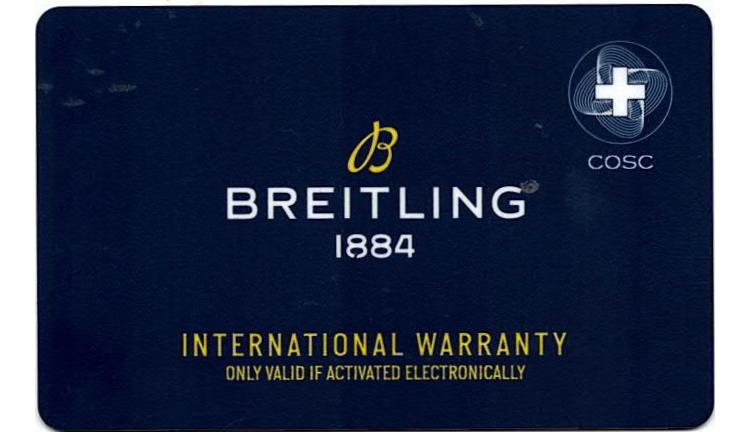 COSC
B
BREITLING
1884
INTERNATIONAL WARRANTY
ONLY VALID IF ACTIVATED ELECTRONICALLY